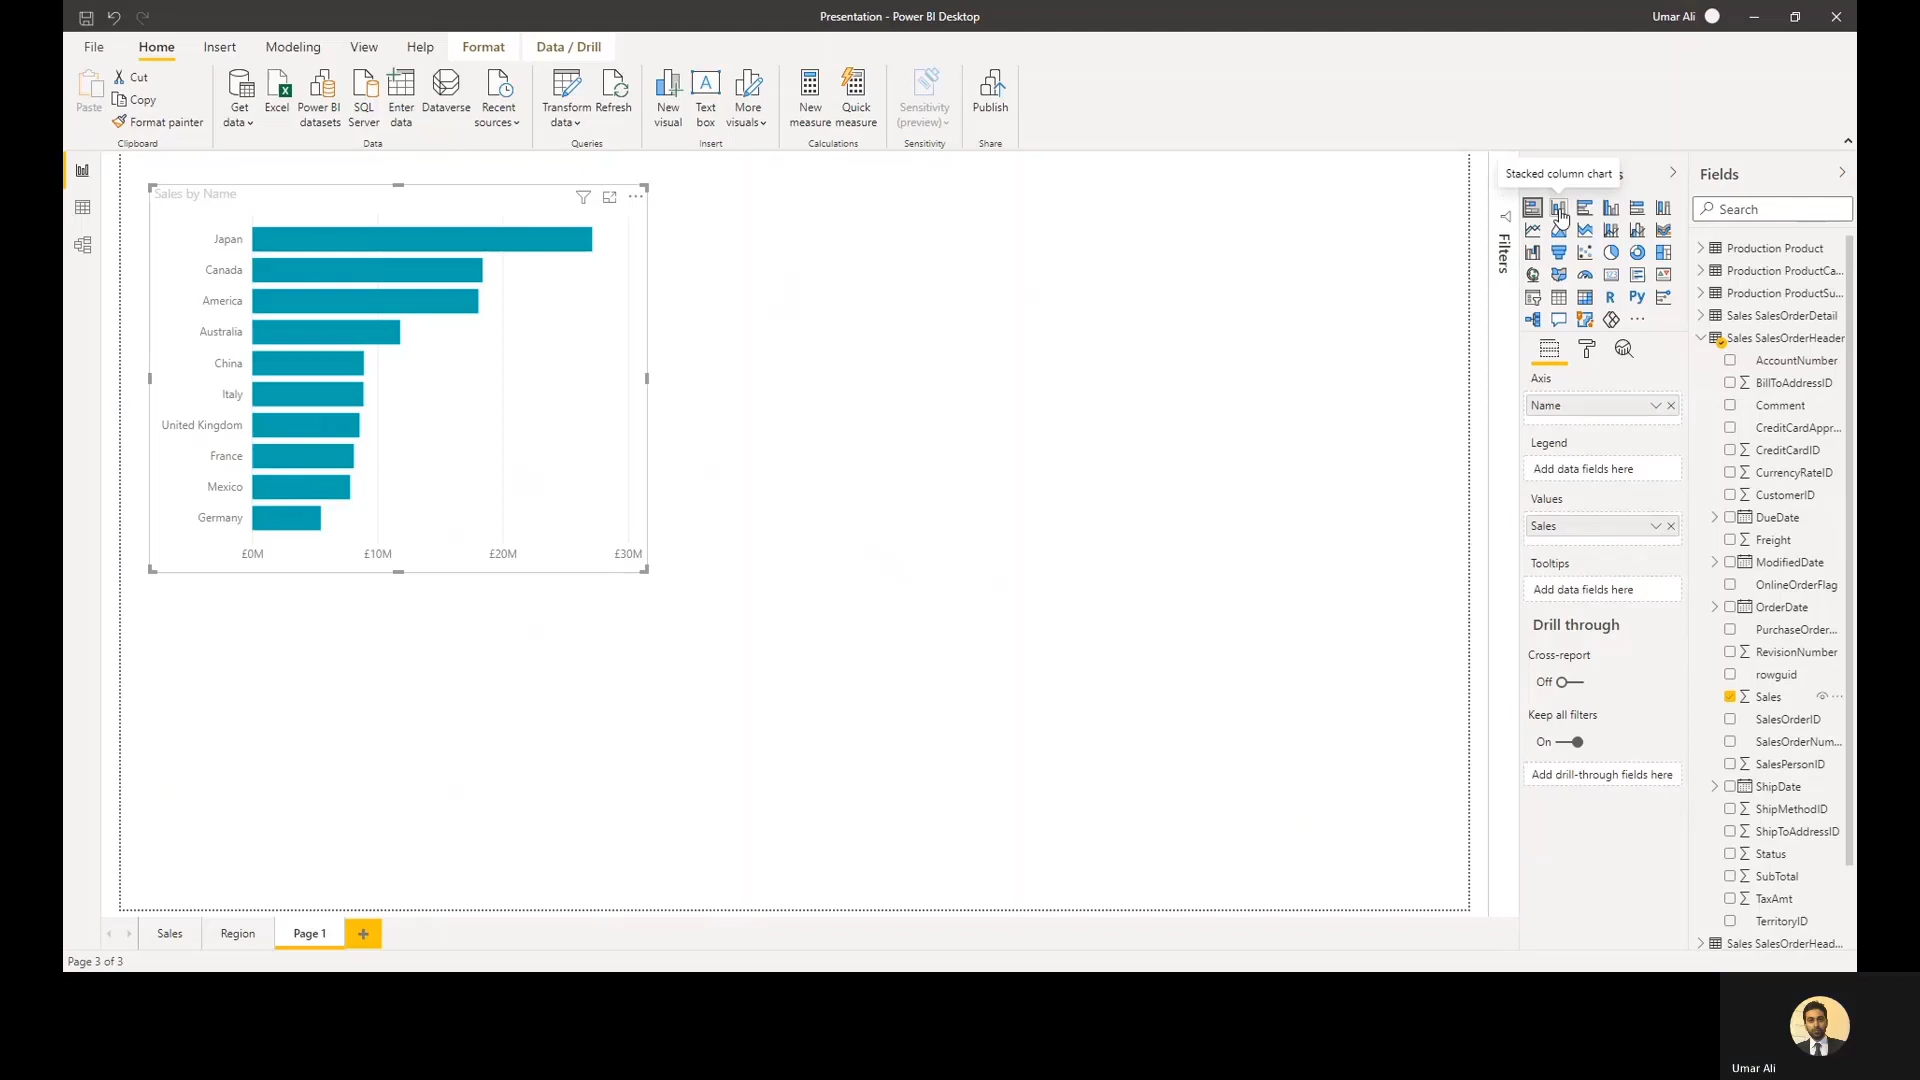 Presentation - Power BI Desktop
Umar Ali
File
Home
Insert
Modeling
View
Help
Format
Data / Drill
Paste
Cut
Copy
Format painter
Clipboard
Get data
Excel
Power BI datasets
SQL Server
Enter data
Dataverse
Recent sources
Data
Transform data
Refresh
Queries
New visual
Text box
More visuals
Insert
New measure
Quick measure
Calculations
Sensitivity (preview)
Sensitivity
Publish
Share
Sales by Name
Japan
Canada
America
Australia
China
Italy
United Kingdom
France
Mexico
Germany
£0M
£10M
£20M
£30M
Filters
Stacked column chart
s
R
Py
Axis
Name
Legend
Add data fields here
Values
Sales
Tooltips
Add data fields here
Drill through
Cross-report
Off
Keep all filters
On
Add drill-through fields here
Fields
Search
Production Product
Production ProductCa...
Production ProductSu...
Sales SalesOrderDetail
Sales SalesOrderHeader
AccountNumber
BillToAddressID
Comment
CreditCardAppr...
CreditCardID
CurrencyRateID
CustomerID
DueDate
Freight
ModifiedDate
OnlineOrderFlag
OrderDate
PurchaseOrder...
RevisionNumber
rowguid
Sales
SalesOrderID
SalesOrderNum...
SalesPersonID
ShipDate
ShipMethodID
ShipToAddressID
Status
SubTotal
TaxAmt
TerritoryID
Sales SalesOrderHead...
Sales
Region
Page 1
Page 3 of 3
Umar Ali